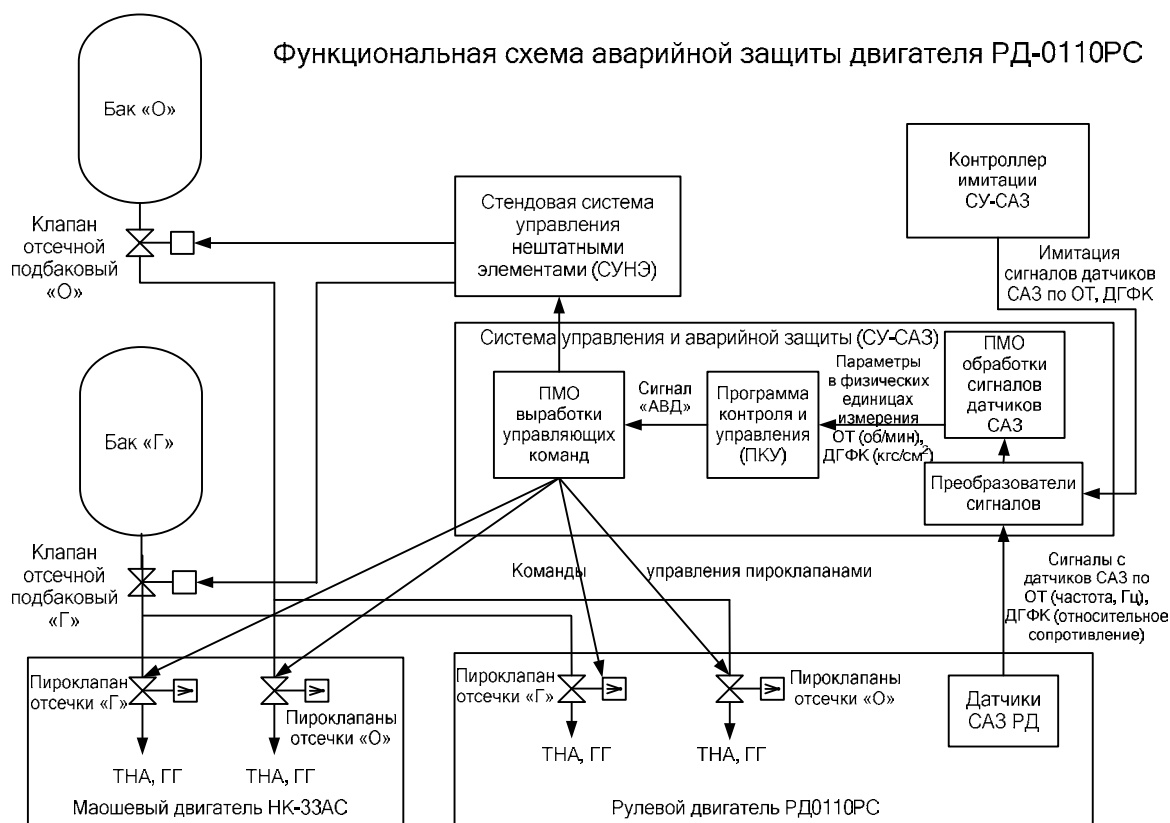 Функциональная схема аварийной защиты двигателя РД-0110РС
Бак «О»
Клапан
отсечной
подбаковый
«О»
Стендовая система
управления
нештатными
элементами (СУНЭ)
Контроллер
имитации
СУ-САЗ
Имитация
сигналов датчиков
САЗ по ОТ, ДГФК
Система управления и аварийной защиты (СУ-САЗ)
ПМО
выработки
управляющих
команд
Сигнал
«АВД»
Программа
контроля и
управления
(ПКУ)
Параметры
в физических
единицах
измерения
ОТ (об/мин),
ДГФК (кгс/см²)
ПМО
обработки
сигналов
датчиков
САЗ
Преобразователи
сигналов
Бак «Г»
Клапан
отсечной
подбаковый
«Г»
Команды
управления пироклапанами
Сигналы с
датчиков САЗ по
ОТ (частота, Гц),
ДГФК (относительное
сопротивление)
Пироклапан
отсечки «Г»
Пироклапаны
отсечки «О»
ТНА, ГГ
ТНА, ГГ
Маошевый двигатель НК-33АС
Пироклапан
отсечки «Г»
Пироклапаны
отсечки «О»
ТНА, ГГ
ТНА, ГГ
Датчики
САЗ РД
Рулевой двигатель РД0110РС